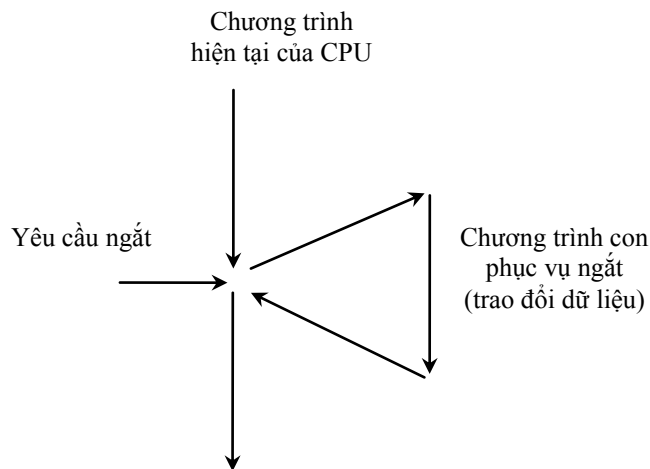 Chương trình
hiện tại của CPU
Yêu cầu ngắt
Chương trình con
phục vụ ngắt
(trao đổi dữ liệu)